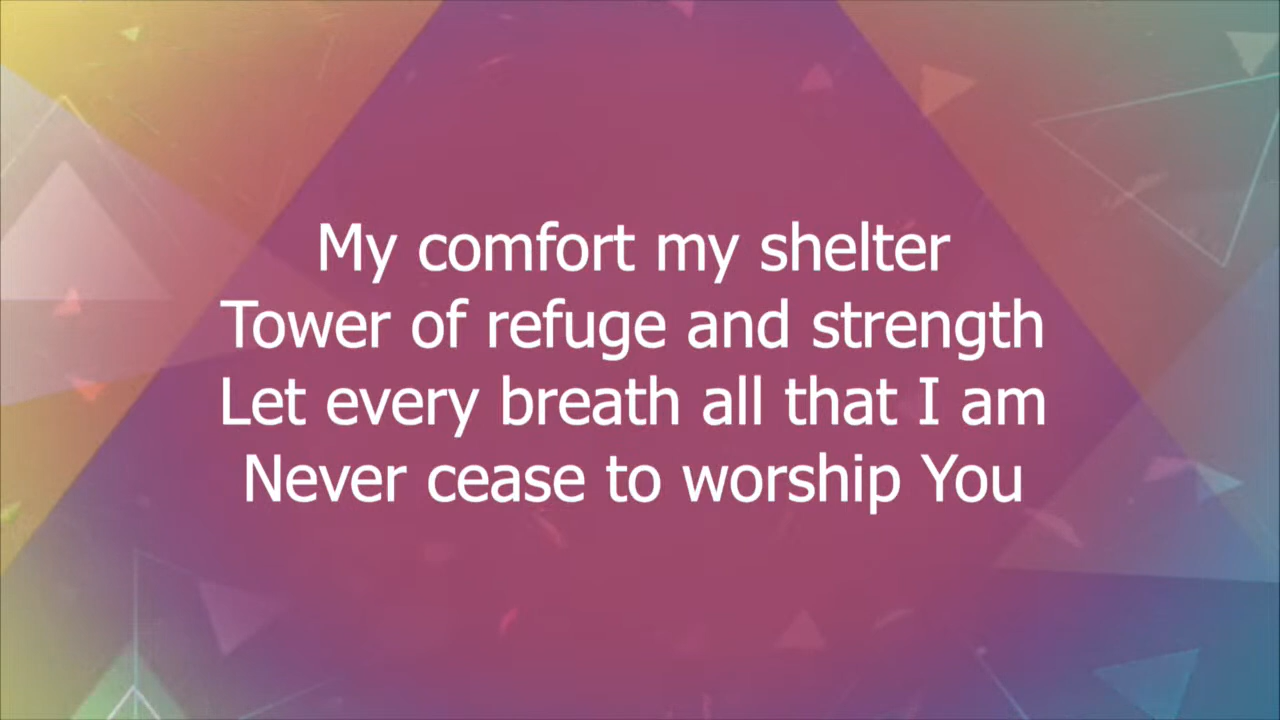 My comfort my shelter
Tower of refuge and strength
Let every breath all that I am
Never cease to worship You